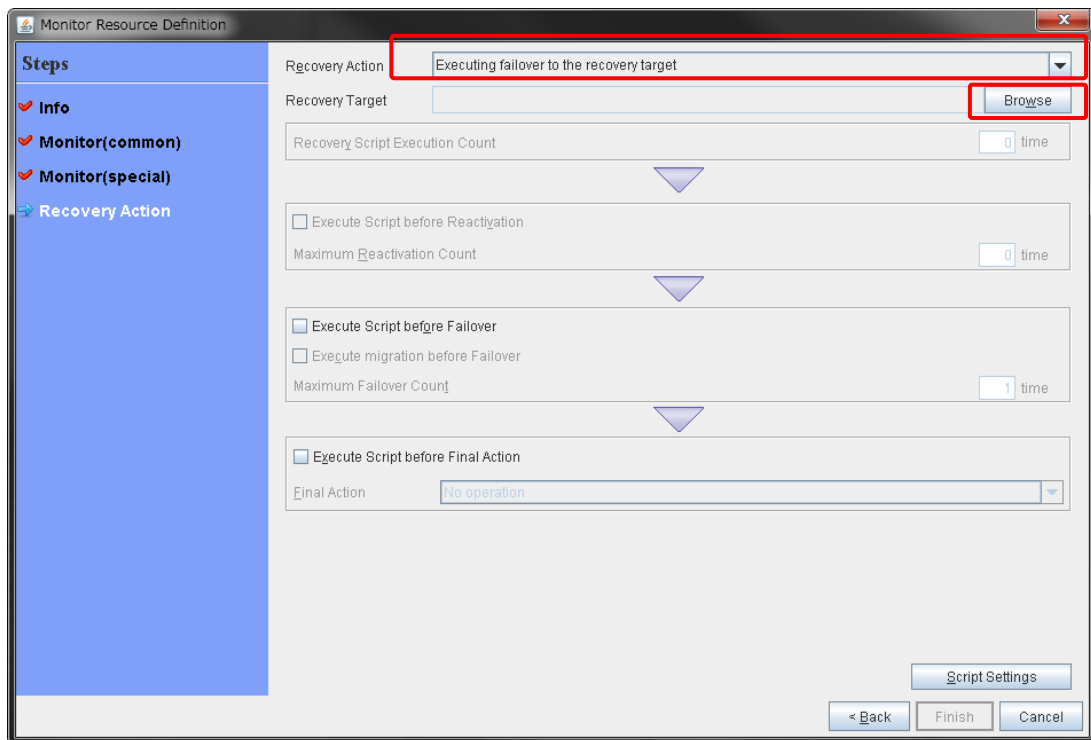 Monitor Resource Definition
x
Steps
Info
Monitor(common)
Monitor(special)
Recovery Action
Recovery Action
Executing failover to the recovery target
Recovery Target
Browse
Recovery Script Execution Count
0 time
Execute Script before Reactivation
Maximum Reactivation Count
0 time
Execute Script before Failover
Execute migration before Failover
Maximum Failover Count
1 time
Execute Script before Final Action
Final Action
No operation
Script Settings
< Back
Finish
Cancel